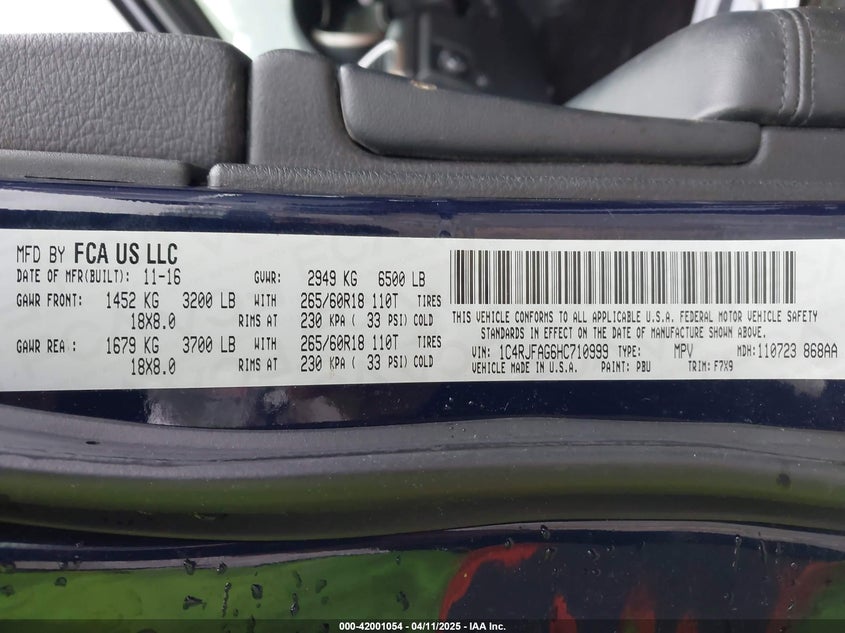 MFD BY FCA US LLC
DATE OF MFR(BUILT): 11-16 GVWR: 2949 KG 6500 LB
GAWR FRONT: 1452 KG 3200 LB WITH 265/60R18 110T TIRES
18X8.0 RIMS AT 230 KPA ( 33 PSI) COLD
GAWR REAR: 1679 KG 3700 LB WITH 265/60R18 110T TIRES
18X8.0 RIMS AT 230 KPA ( 33 PSI) COLD
THIS VEHICLE CONFORMS TO ALL APPLICABLE U.S.A. FEDERAL MOTOR VEHICLE SAFETY
STANDARDS IN EFFECT ON THE DATE OF MANUFACTURE SHOWN ABOVE.
VIN: 1C4RJFAG6HC710999 TYPE: MPV MDH: 110723 868AA
VEHICLE MADE IN U.S.A. PAINT: PBU TRIM: F7X9
000-42001054 - 04/11/2025 - IAA Inc.